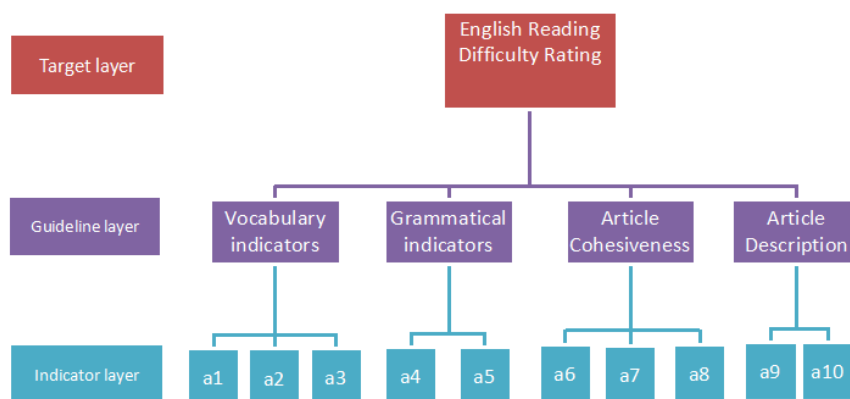 English Reading
Difficulty Rating
Target layer
Guideline layer
Vocabulary
indicators
Grammatical
indicators
Article
Cohesiveness
Article
Description
Indicator layer
a1
a2
a3
a4
a5
a6
a7
a8
a9
a10